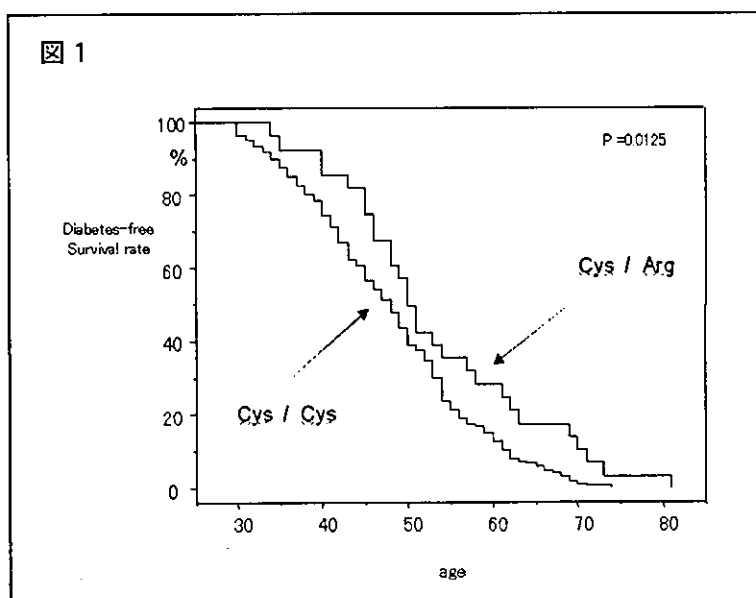 図1
100
%
80
60
40
20
0
P =0.0125
Diabetes-free
Survival rate
Cys / Arg
Cys / Cys
30 40 50 60 70 80
age